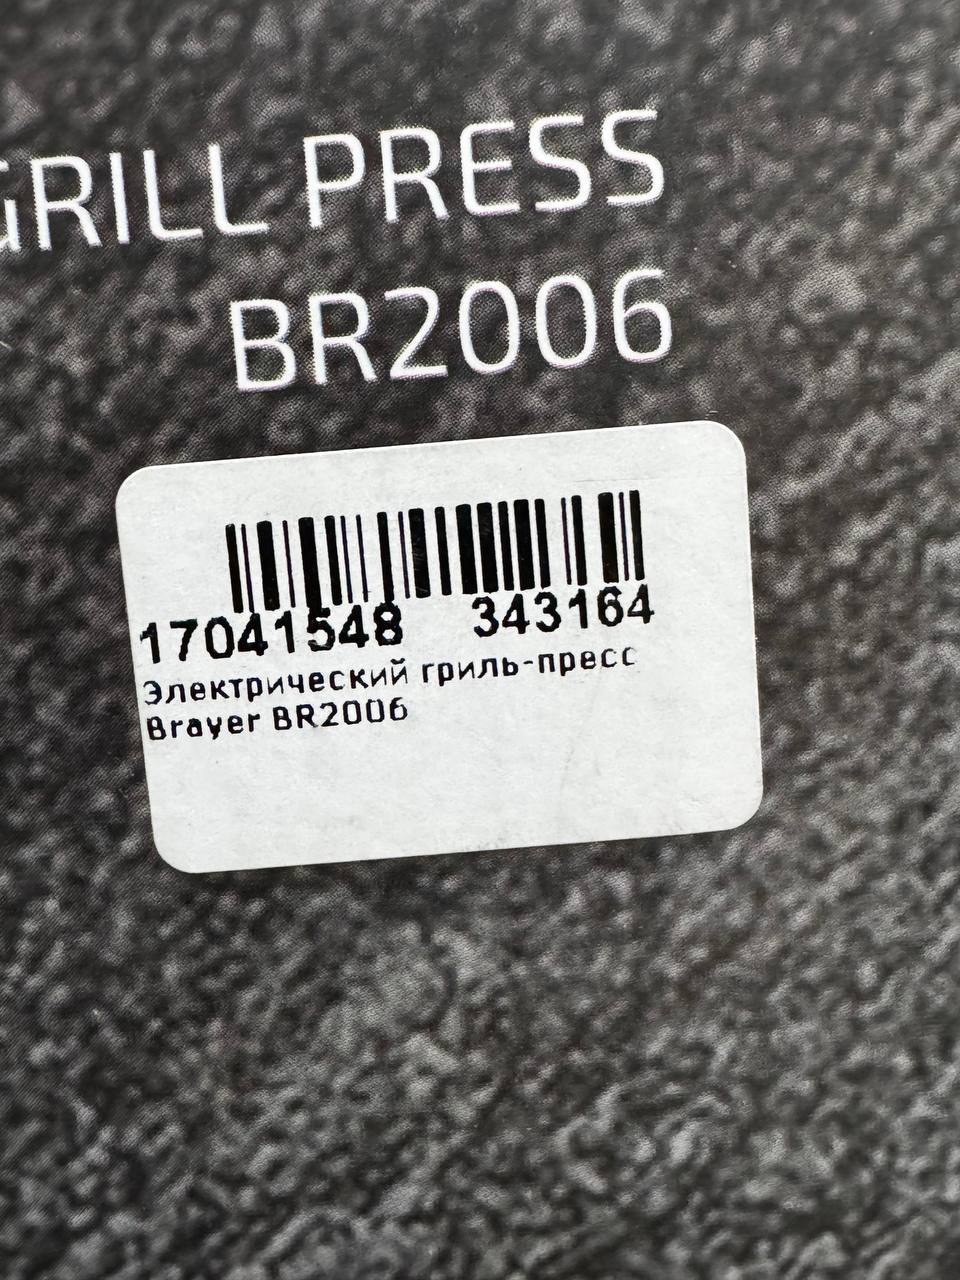 GRILL PRESS
BR2006
17041548 343164
Электрический гриль-пресс
Brayer BR2006